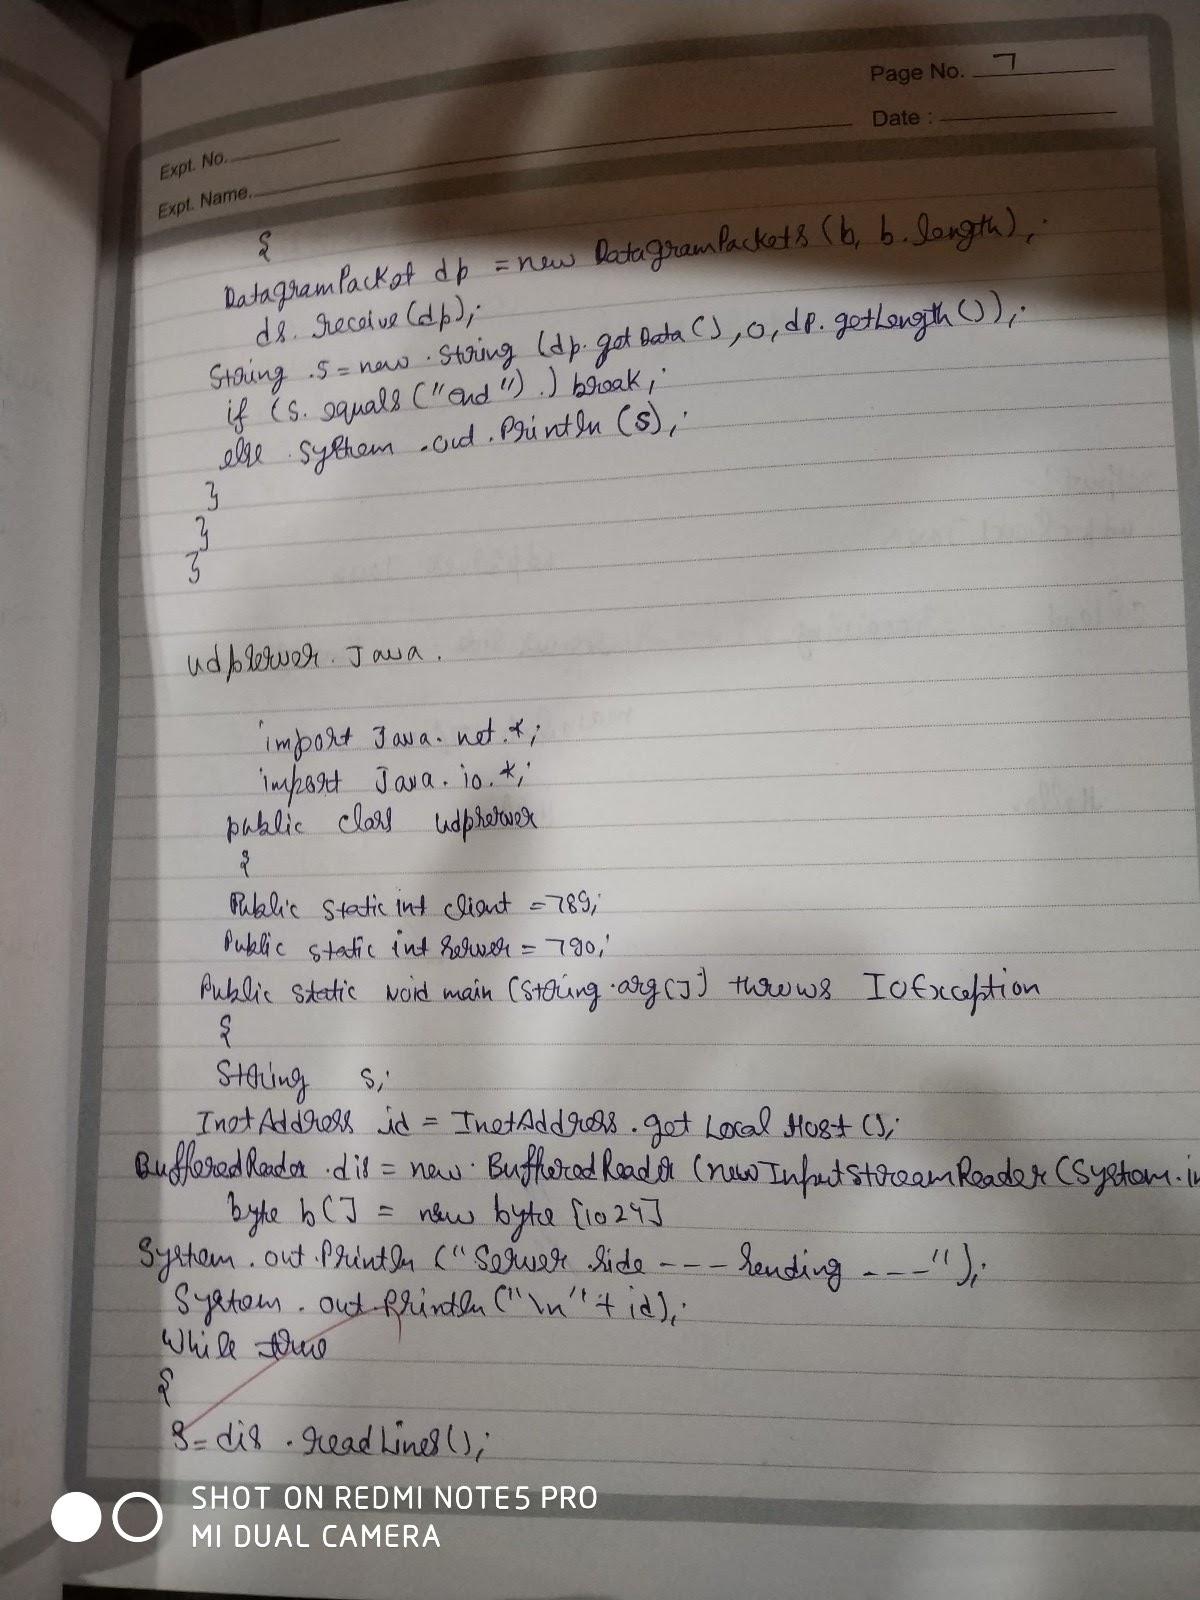 Page No. 7
Date :
Expt. No.
Expt. Name.
{
DatagramPacket dp = new DatagramPackets (b, b.length);
ds. receive(dp);
String .s = new .String (dp.getData(), 0, dp.getLength());
if (s. equals ("end") .) break;
else .System .out .Println (s);
}
}
}
udpserver. Java.
import Java. net.*;
import Java. io.*;
public class udpserver
{
Public static int client = 789;
Public static int server = 790;
Public static void main (String.arg[]) throws IoException
{
String s;
InetAddress id = InetAddress .get Local Host ();
BufferedReader .dis = new. BufferedReader (new InputStreamReader (System.in
byte b[] = new byte [1024]
System . out .Println ("Server side --- sending ---");
System . out .Println ("\n" + id);
While true
{
S = dis . readLines();
SHOT ON REDMI NOTE5 PRO
MI DUAL CAMERA